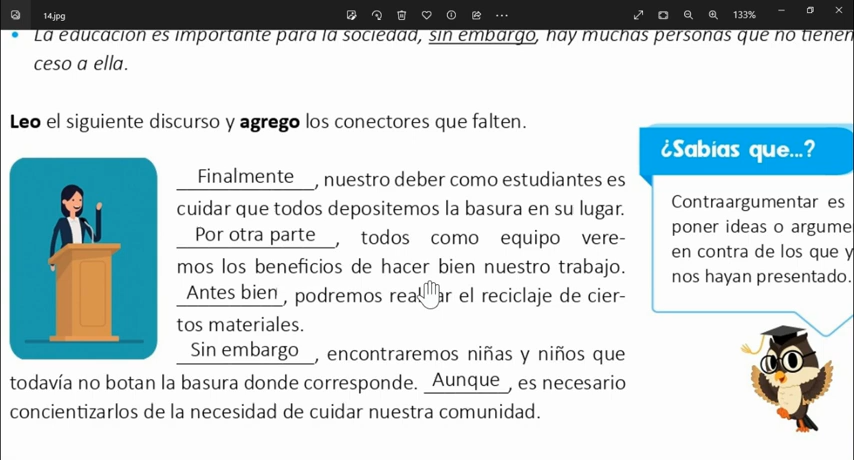 14.jpg
133%
La educación es importante para la sociedad, sin embargo, hay muchas personas que no tienen
ceso a ella.
Leo el siguiente discurso y agrego los conectores que falten.
Finalmente, nuestro deber como estudiantes es
cuidar que todos depositemos la basura en su lugar.
Por otra parte, todos como equipo vere-
mos los beneficios de hacer bien nuestro trabajo.
Antes bien, podremos realizar el reciclaje de cier-
tos materiales.
Sin embargo, encontraremos niñas y niños que
todavía no botan la basura donde corresponde. Aunque, es necesario
concientizarlos de la necesidad de cuidar nuestra comunidad.
¿Sabías que...?
Contraargumentar es
poner ideas o argume
en contra de los que y
nos hayan presentado.